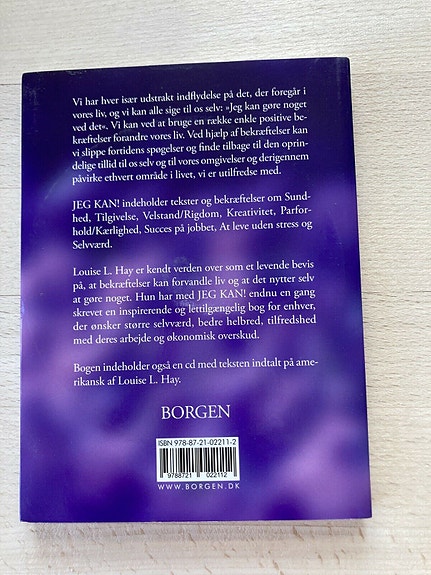 Vi har hver især udstrakt indflydelse på det, der foregår i
vores liv, og vi kan alle sige til os selv: »Jeg kan gøre noget
ved det«. Vi kan ved at bruge en række enkle positive be-
kræftelser forandre vores liv. Ved hjælp af bekræftelser kan
vi slippe fortidens spøgelser og finde tilbage til den oprin-
delige tillid til os selv og til vores omgivelser og derigennem
påvirke ethvert område i livet, vi er utilfredse med.
JEG KAN! indeholder tekster og bekræftelser om Sund-
hed, Tilgivelse, Velstand/Rigdom, Kreativitet, Parfor-
hold/Kærlighed, Succes på jobbet, At leve uden stress og
Selvværd.
Louise L. Hay er kendt verden over som et levende bevis
på, at bekræftelser kan forvandle liv og at det nytter selv
at gøre noget. Hun har med JEG KAN! endnu en gang
skrevet en inspirerende og lettilgængelig bog for enhver,
der ønsker større selvværd, bedre helbred, tilfredshed
med deres arbejde og økonomisk overskud.
Bogen indeholder også en cd med teksten indtalt på ame-
rikansk af Louise L. Hay.
BORGEN
ISBN 978-87-21-02211-2
9 788721 022112
WWW.BORGEN.DK